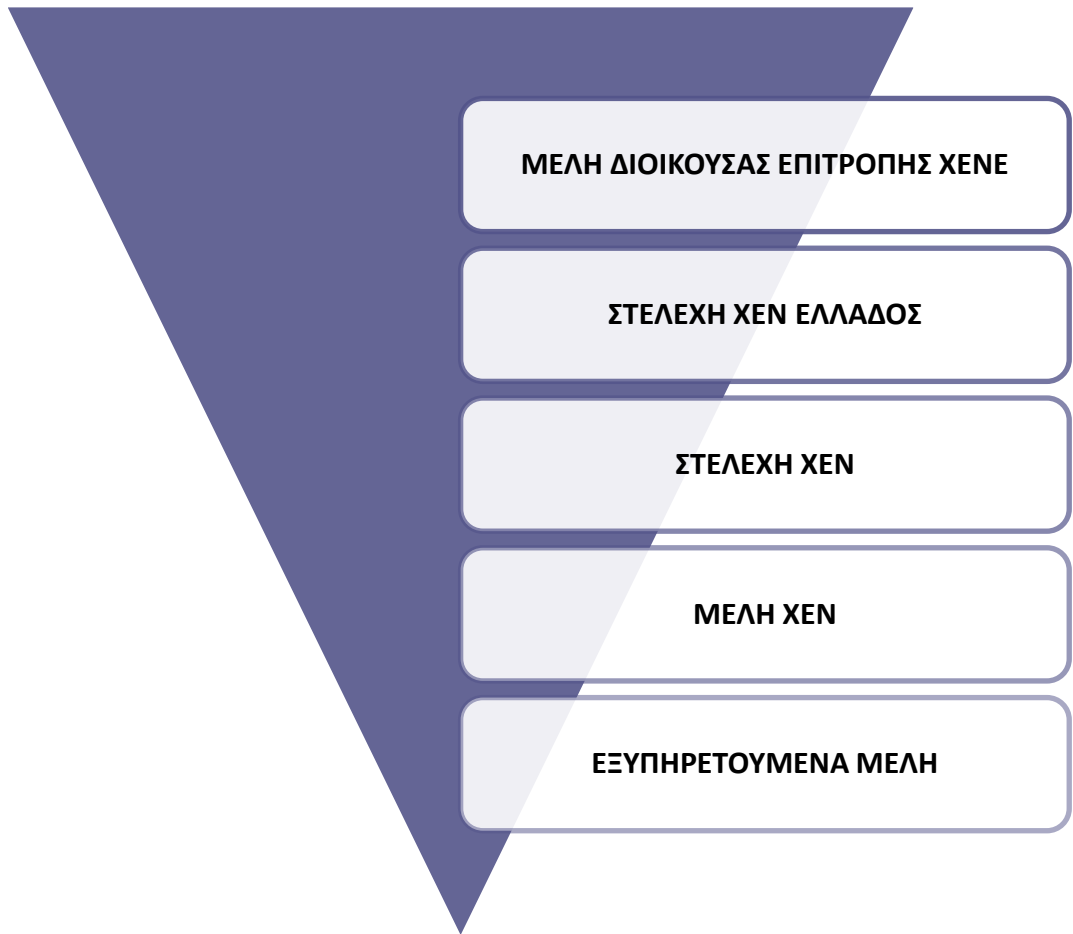 ΜΕΛΗ ΔΙΟΙΚΟΥΣΑΣ ΕΠΙΤΡΟΠΗΣ ΧΕΝΕ
ΣΤΕΛΕΧΗ ΧΕΝ ΕΛΛΑΔΟΣ
ΣΤΕΛΕΧΗ ΧΕΝ
ΜΕΛΗ ΧΕΝ
ΕΞΥΠΗΡΕΤΟΥΜΕΝΑ ΜΕΛΗ